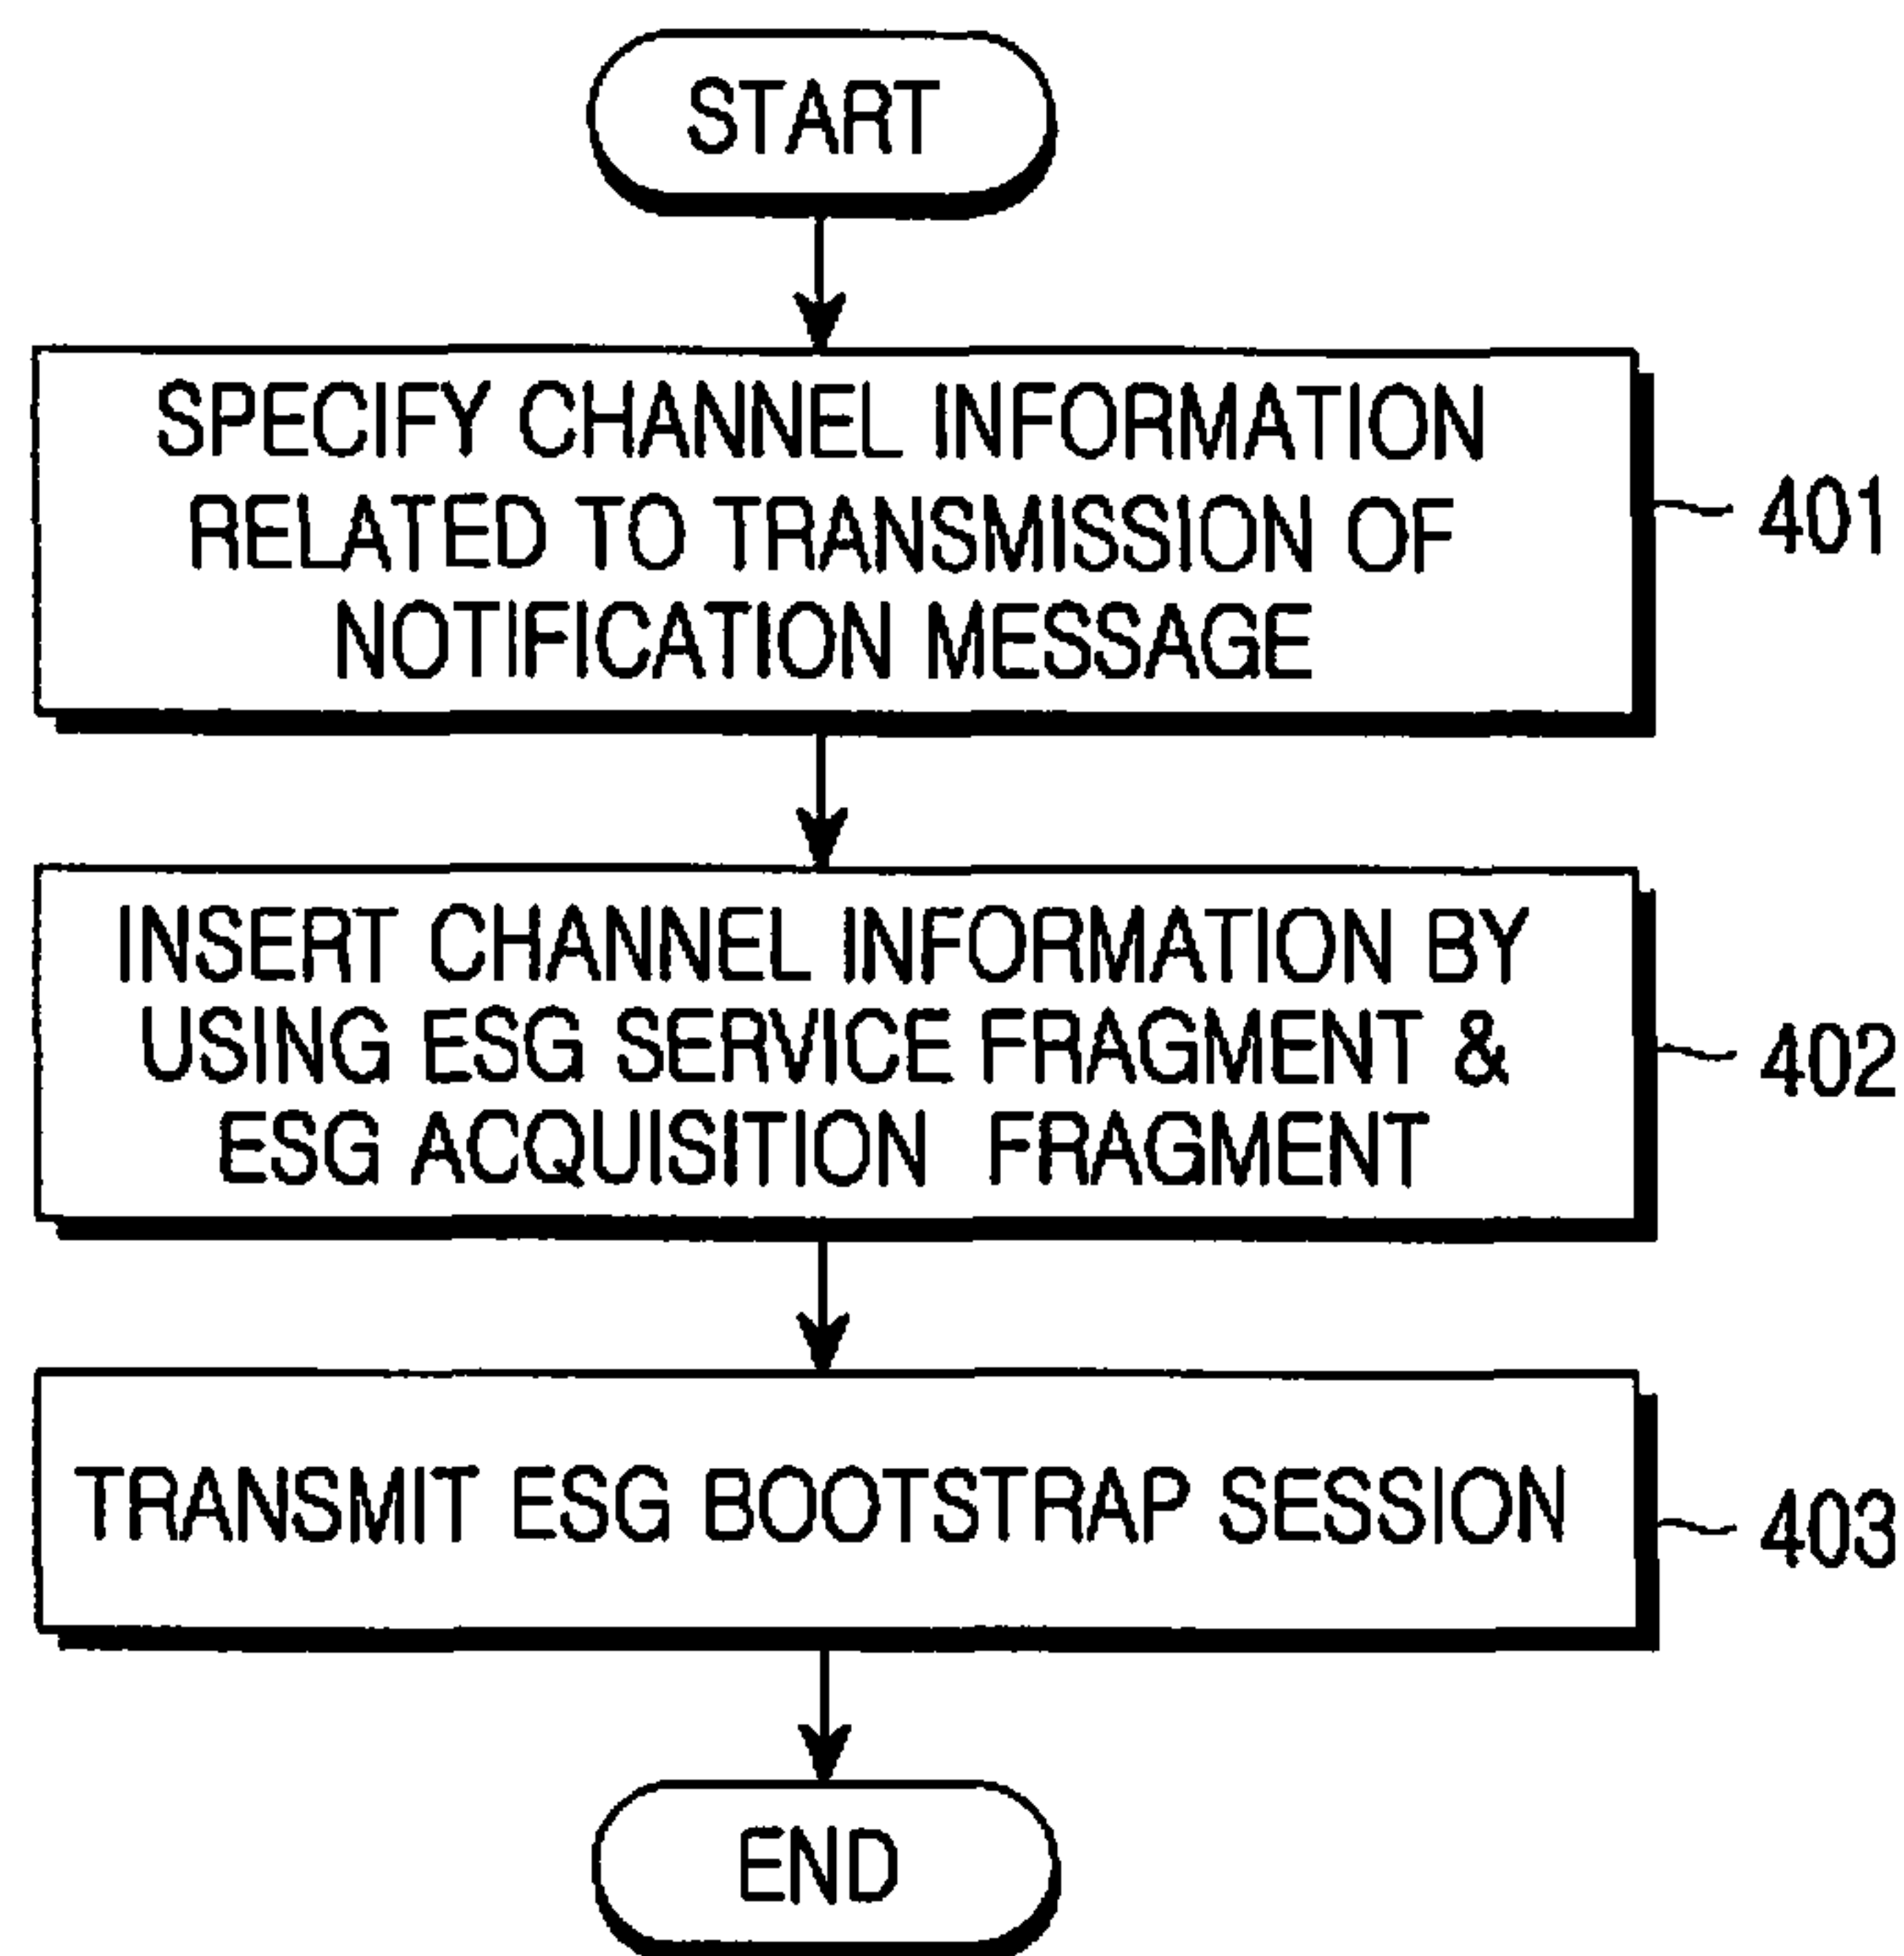 START
SPECIFY CHANNEL INFORMATION
RELATED TO TRANSMISSION OF
NOTIFICATION MESSAGE
401
INSERT CHANNEL INFORMATION BY
USING ESG SERVICE FRAGMENT &
ESG ACQUISITION FRAGMENT
402
TRANSMIT ESG BOOTSTRAP SESSION
403
END